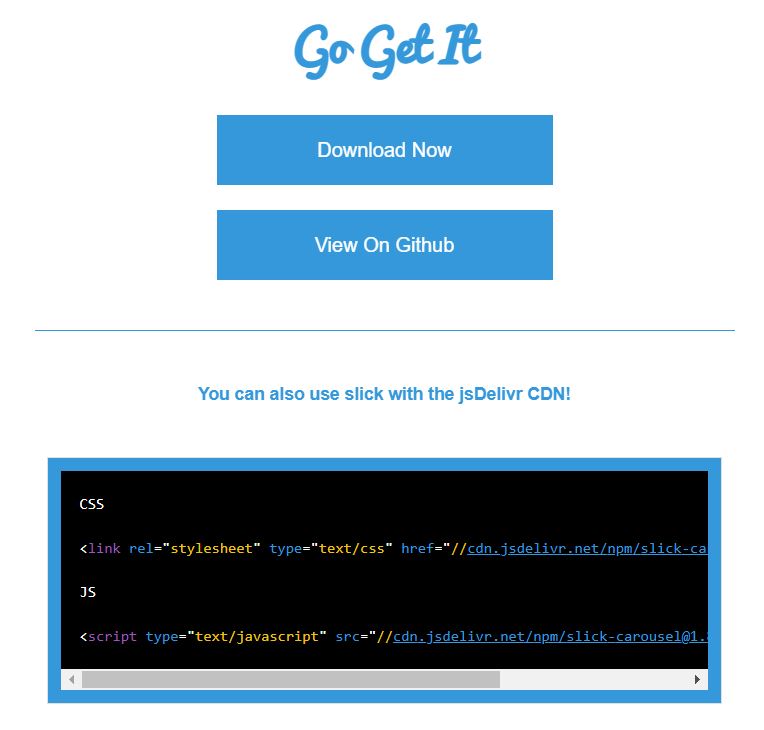 Go Get It
Download Now
View On Github
You can also use slick with the jsDelivr CDN!
CSS
<link rel="stylesheet" type="text/css" href="//cdn.jsdelivr.net/npm/slick-ca
JS
<script type="text/javascript" src="//cdn.jsdelivr.net/npm/slick-carousel@1.8